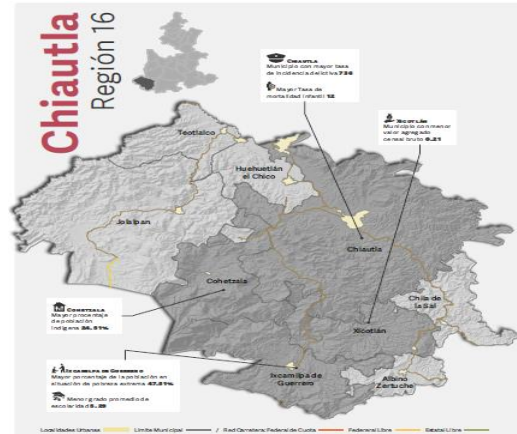 Chiautla
Región 16
CHIAUTLA
Municipio con mayor tasa
de incidencia delictiva 736
Mayor Tasa de
mortalidad infantil 12
XICOTLÁN
Municipio con menor
valor agregado
censal bruto 0.21
Teotlalco
Huehuetlán
el Chico
Jolalpan
Chiautla
Cohetzala
Chila de
la Sal
COHETZALA
Mayor porcentaje
de población
indígena
Xicotlán
IXCAMILPA DE GUERRERO
Mayor porcentaje de la población en
situación de pobreza extrema
Menor grado promedio de
escolaridad
Ixcamilpa de
Guerrero
Albino
Zertuche
Localidades Urbanas Límite Municipal / Red Carretera: Federal de Cuota Federal Libre Estatal Libre